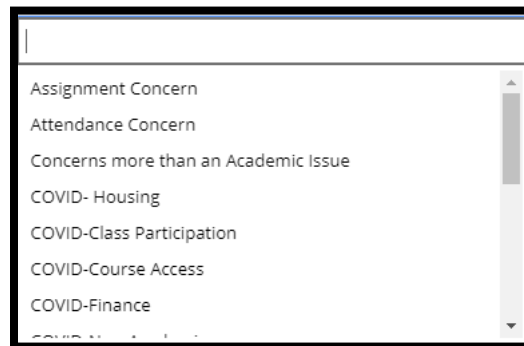 Assignment Concern
Attendance Concern
Concerns more than an Academic Issue
COVID- Housing
COVID-Class Participation
COVID-Course Access
COVID-Finance